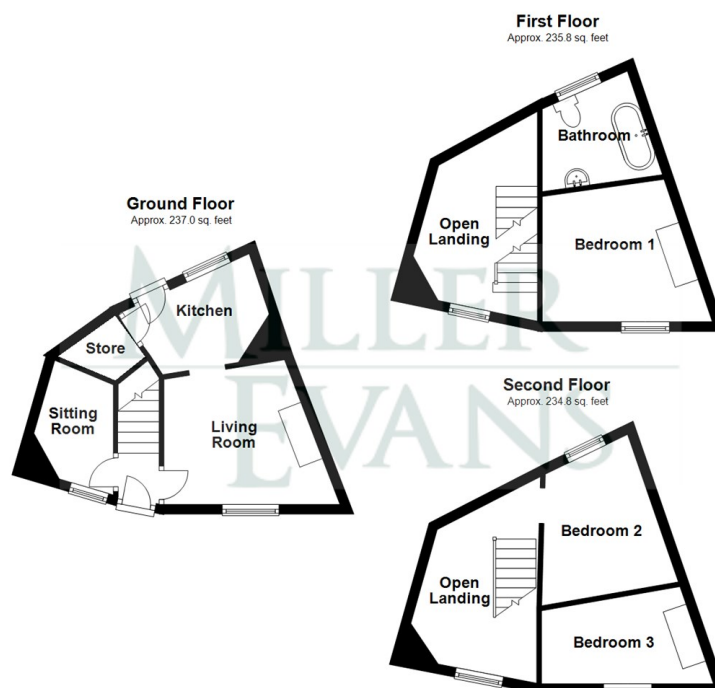 First Floor
Approx. 235.8 sq. feet
Bathroom
Open
Landing
Bedroom 1
Ground Floor
Approx. 237.0 sq. feet
Kitchen
Store
Sitting
Room
Living
Room
MILLER
EVANS
Second Floor
Approx. 234.8 sq. feet
Bedroom 2
Open
Landing
Bedroom 3